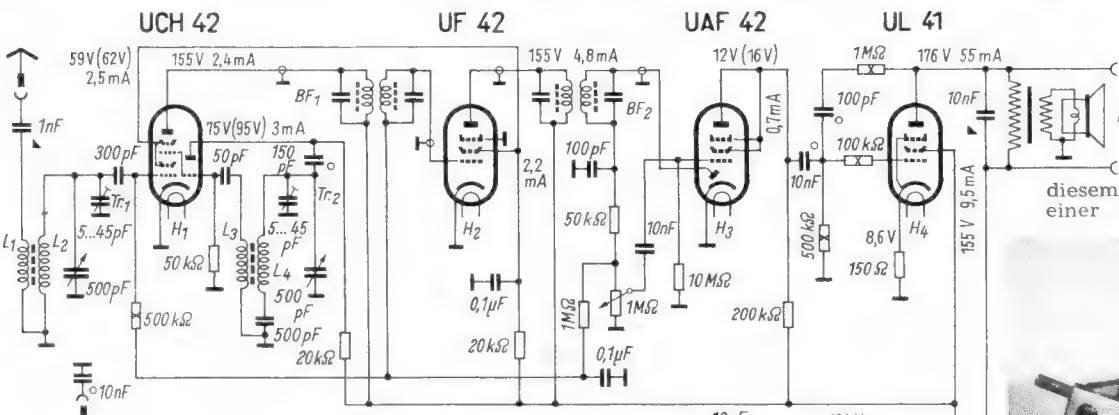 UCH 42 UF 42 UAF 42 UL 41
59V (62V)
2,5mA
155V 2,4mA
155V 4,8mA
12V (16V)
1MΩ
176V 55mA
BF₁
BF₂
0,7mA
100pF
10nF
1nF
75V (95V) 3mA
300pF
50pF
150
pF
2,2
mA
100pF
10nF
100kΩ
Tr.₁
Tr.₂
5...45
pF
H₁
H₂
H₃
H₄
L₁
L₂
L₃
L₄
5...45
pF
50kΩ
10nF
500kΩ
8,6V
155V 9,5mA
diesem
einer
500pF
50kΩ
500
pF
0,1µF
1MΩ
1MΩ
10MΩ
150Ω
500kΩ
500pF
20kΩ
20kΩ
200kΩ
0,1µF
10nF